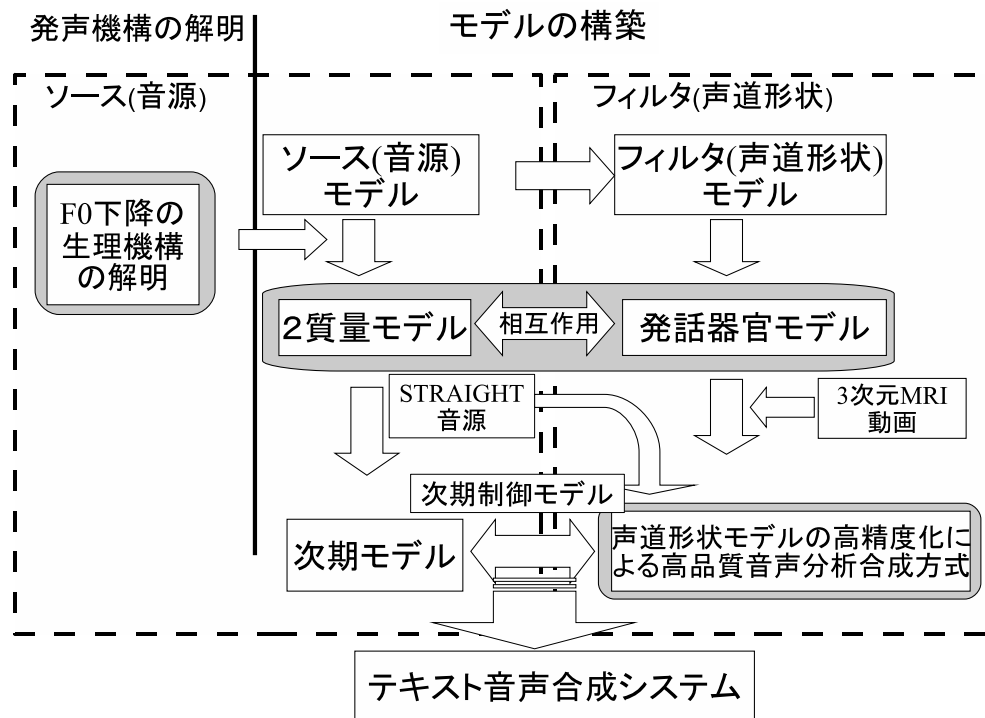 発声機構の解明
モデルの構築
ソース(音源)
フィルタ(声道形状)
ソース(音源)
モデル
フィルタ(声道形状)
モデル
F0下降の
生理機構
の解明
２質量モデル
相互作用
発話器官モデル
STRAIGHT
音源
3次元MRI
動画
次期制御モデル
次期モデル
声道形状モデルの高精度化に
よる高品質音声分析合成方式
テキスト音声合成システム